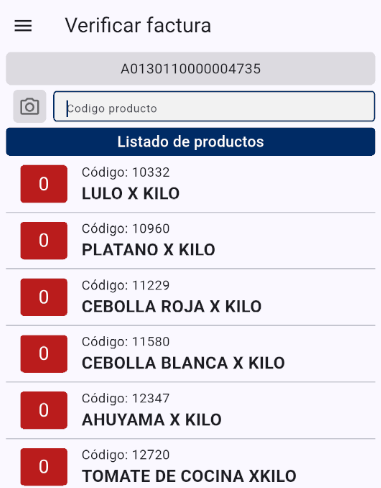 Verificar factura
A0130110000004735
Codigo producto
Listado de productos
0
Código: 10332
LULO X KILO
0
Código: 10960
PLATANO X KILO
0
Código: 11229
CEBOLLA ROJA X KILO
0
Código: 11580
CEBOLLA BLANCA X KILO
0
Código: 12347
AHUYAMA X KILO
0
Código: 12720
TOMATE DE COCINA XKILO